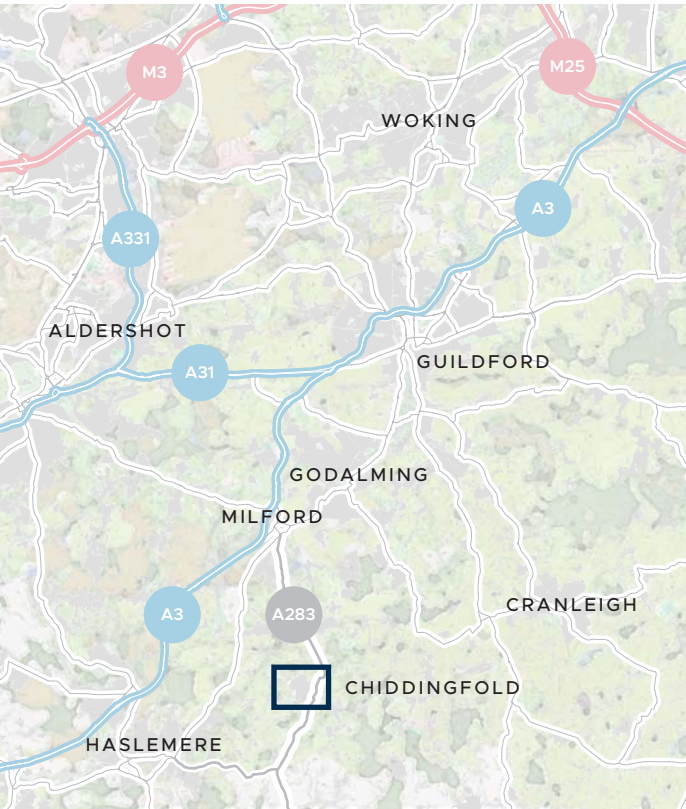 M3
M25
WOKING
A3
A331
ALDERSHOT
GUILDFORD
A31
GODALMING
MILFORD
CRANLEIGH
A3
A283
CHIDDINGFOLD
HASLEMERE